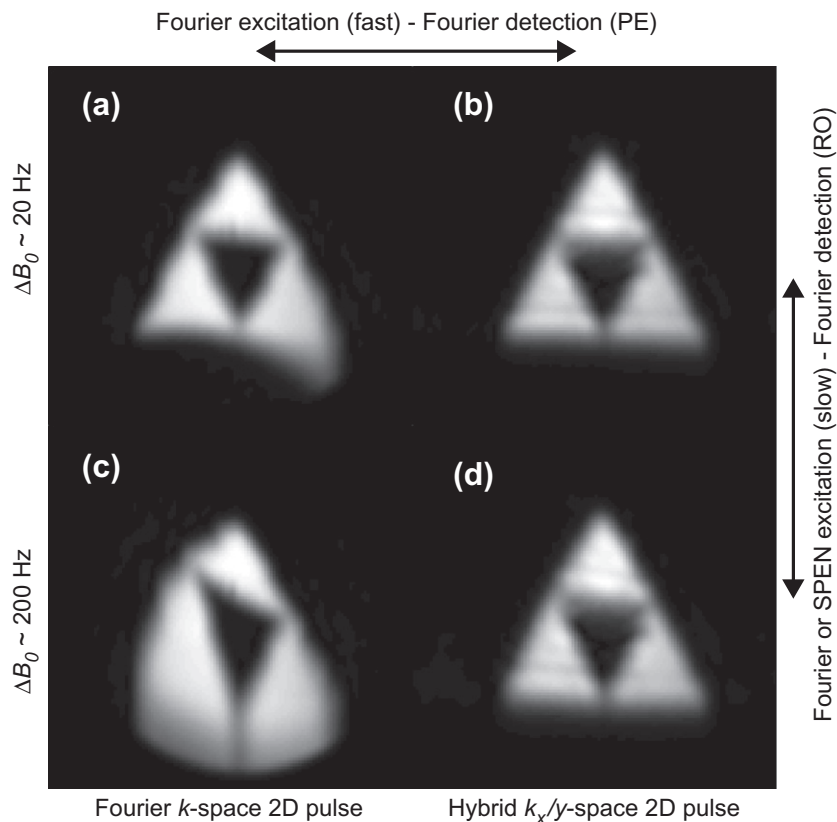 Fourier excitation (fast) - Fourier detection (PE)
(a)
(b)
ΔB₀ ~ 20 Hz
(c)
(d)
ΔB₀ ~ 200 Hz
Fourier or SPEN excitation (slow) - Fourier detection (RO)
Fourier k-space 2D pulse
Hybrid kₓ/y-space 2D pulse